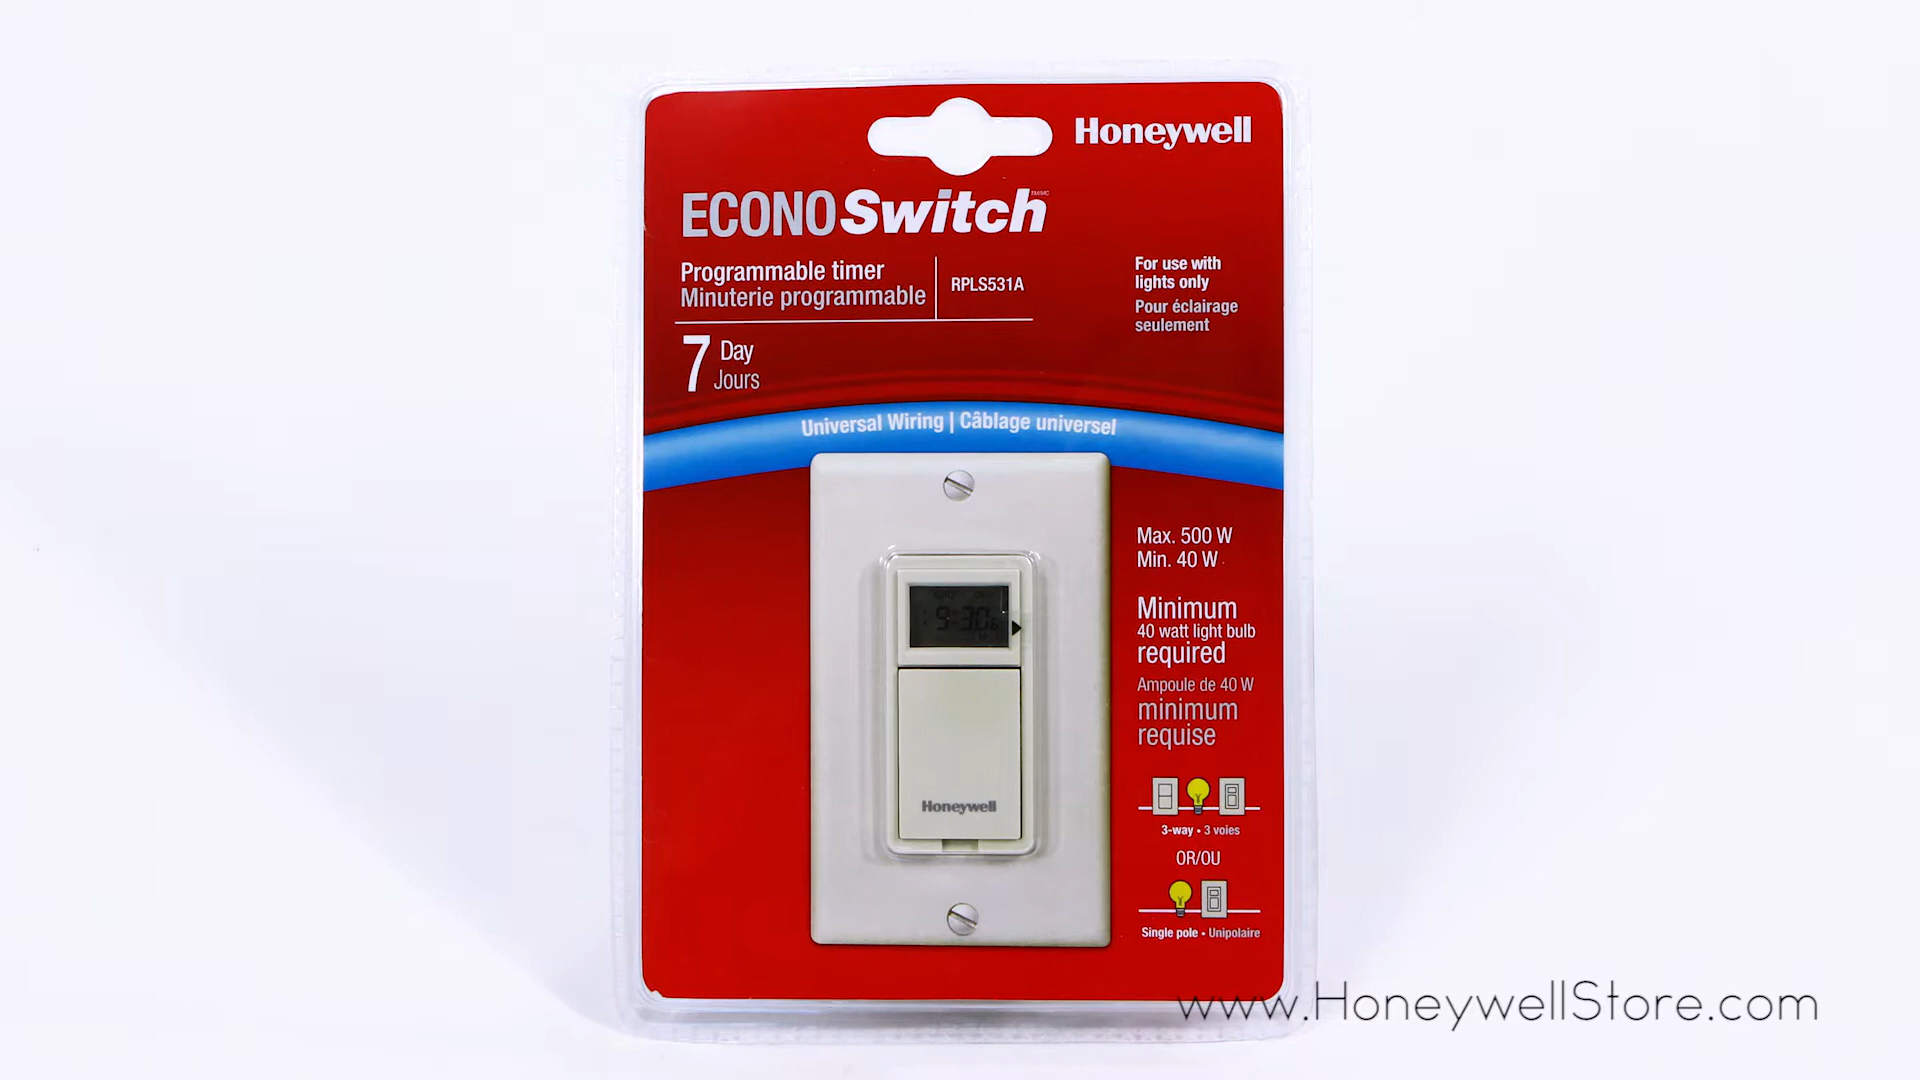 Honeywell
ECONOSwitch
Programmable timer
Minuterie programmable
RPLS531A
For use with
lights only
Pour éclairage
seulement
7 Day
Jours
Universal Wiring | Câblage universel
Max. 500 W
Min. 40 W
9:30
Minimum
40 watt light bulb
required
Ampoule de 40 W
minimum
requise
Honeywell
3-way • 3 voies
OR/OU
Single pole • Unipolaire
www.HoneywellStore.com